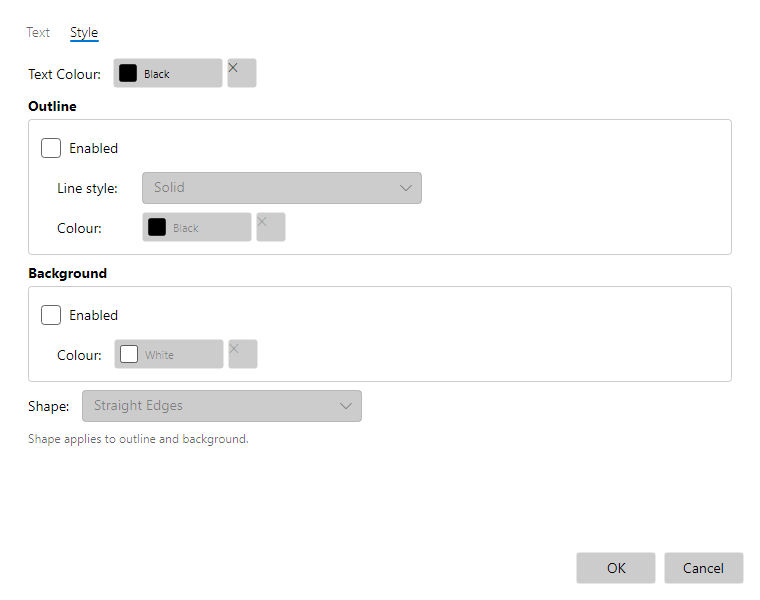 Text Style
Text Colour: Black
Outline
Enabled
Line style: Solid
Colour: Black
Background
Enabled
Colour: White
Shape: Straight Edges
Shape applies to outline and background.
OK Cancel